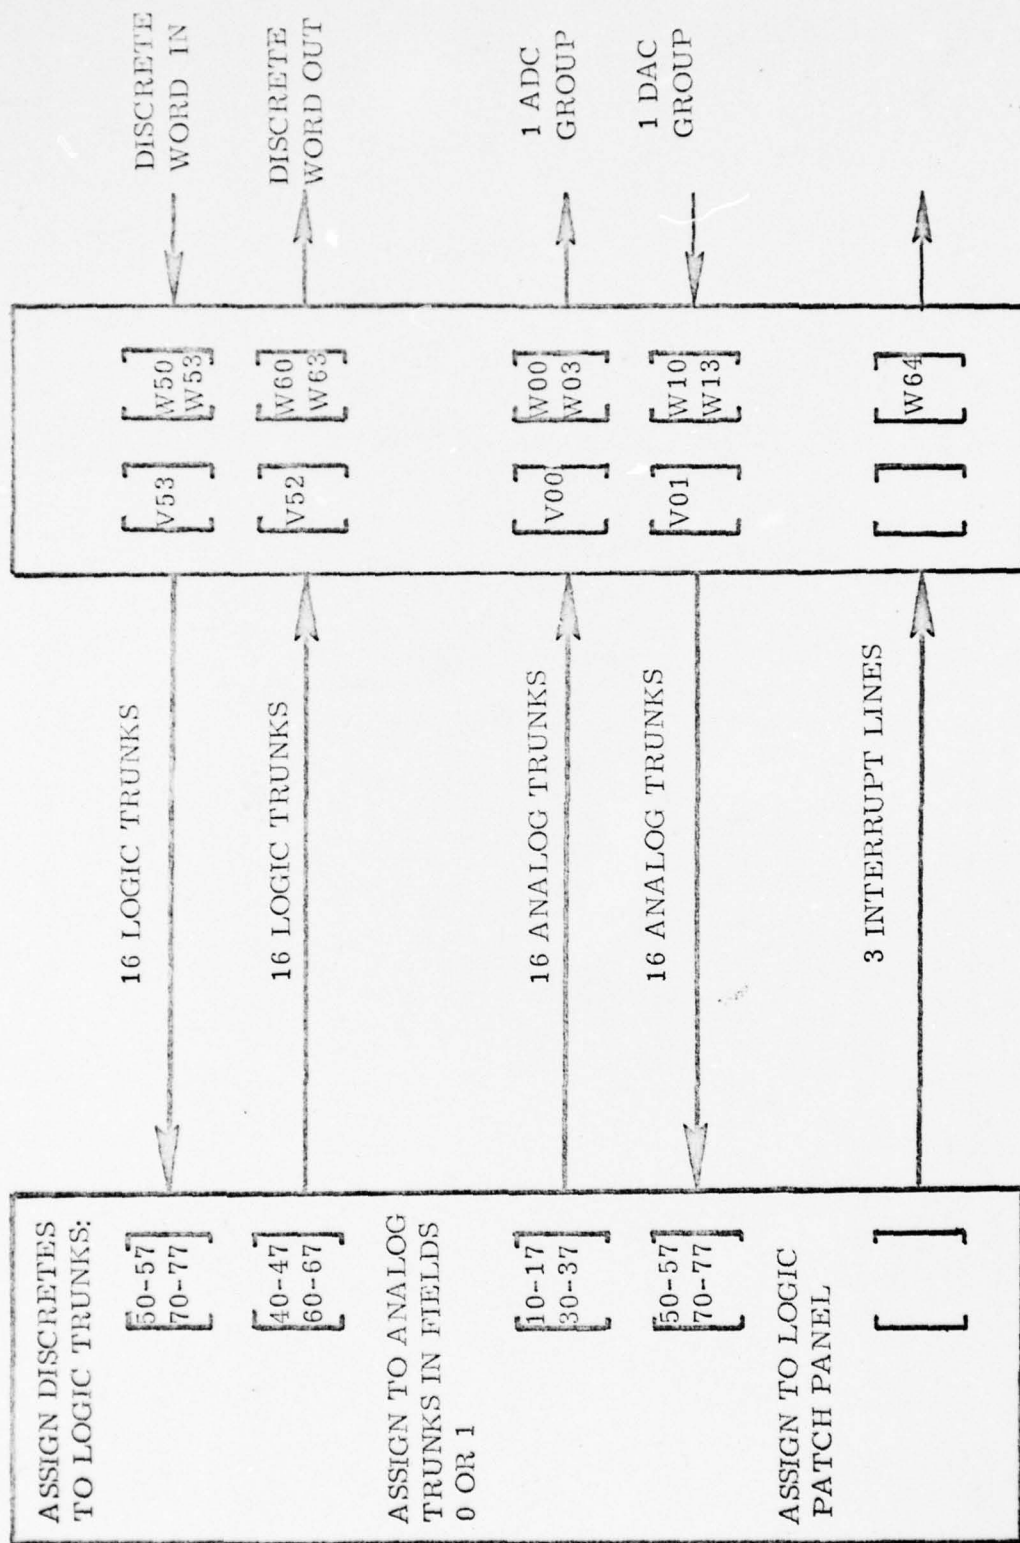 ASSIGN DISCRETES
TO LOGIC TRUNKS:
50-57
70-77
16 LOGIC TRUNKS
V53
W50
W53
DISCRETE
WORD IN
40-47
60-67
16 LOGIC TRUNKS
V52
W60
W63
DISCRETE
WORD OUT
ASSIGN TO ANALOG
TRUNKS IN FIELDS
0 OR 1
10-17
30-37
16 ANALOG TRUNKS
V00
W00
W03
1 ADC
GROUP
50-57
70-77
16 ANALOG TRUNKS
V01
W10
W13
1 DAC
GROUP
ASSIGN TO LOGIC
PATCH PANEL
3 INTERRUPT LINES
W64